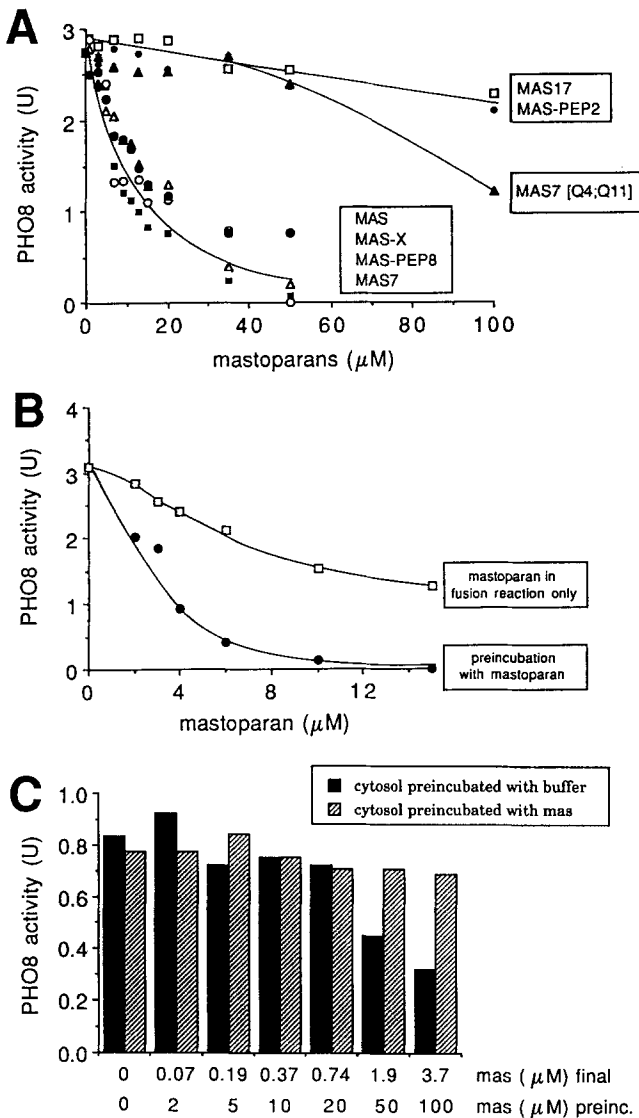 A
PHO8 activity (U)
3
2
1
0
0 20 40 60 80 100
mastoparans (μM)
MAS17
MAS-PEP2
MAS7 [Q4;Q11]
MAS
MAS-X
MAS-PEP8
MAS7
B
PHO8 activity (U)
4
3
2
1
0
0 4 8 12
mastoparan (μM)
mastoparan in
fusion reaction only
preincubation
with mastoparan
C
cytosol preincubated with buffer
cytosol preincubated with mas
PHO8 activity (U)
1.0
0.8
0.6
0.4
0.2
0.0
0 0.07 0.19 0.37 0.74 1.9 3.7 mas ( μM) final
0 2 5 10 20 50 100 mas ( μM) preinc.